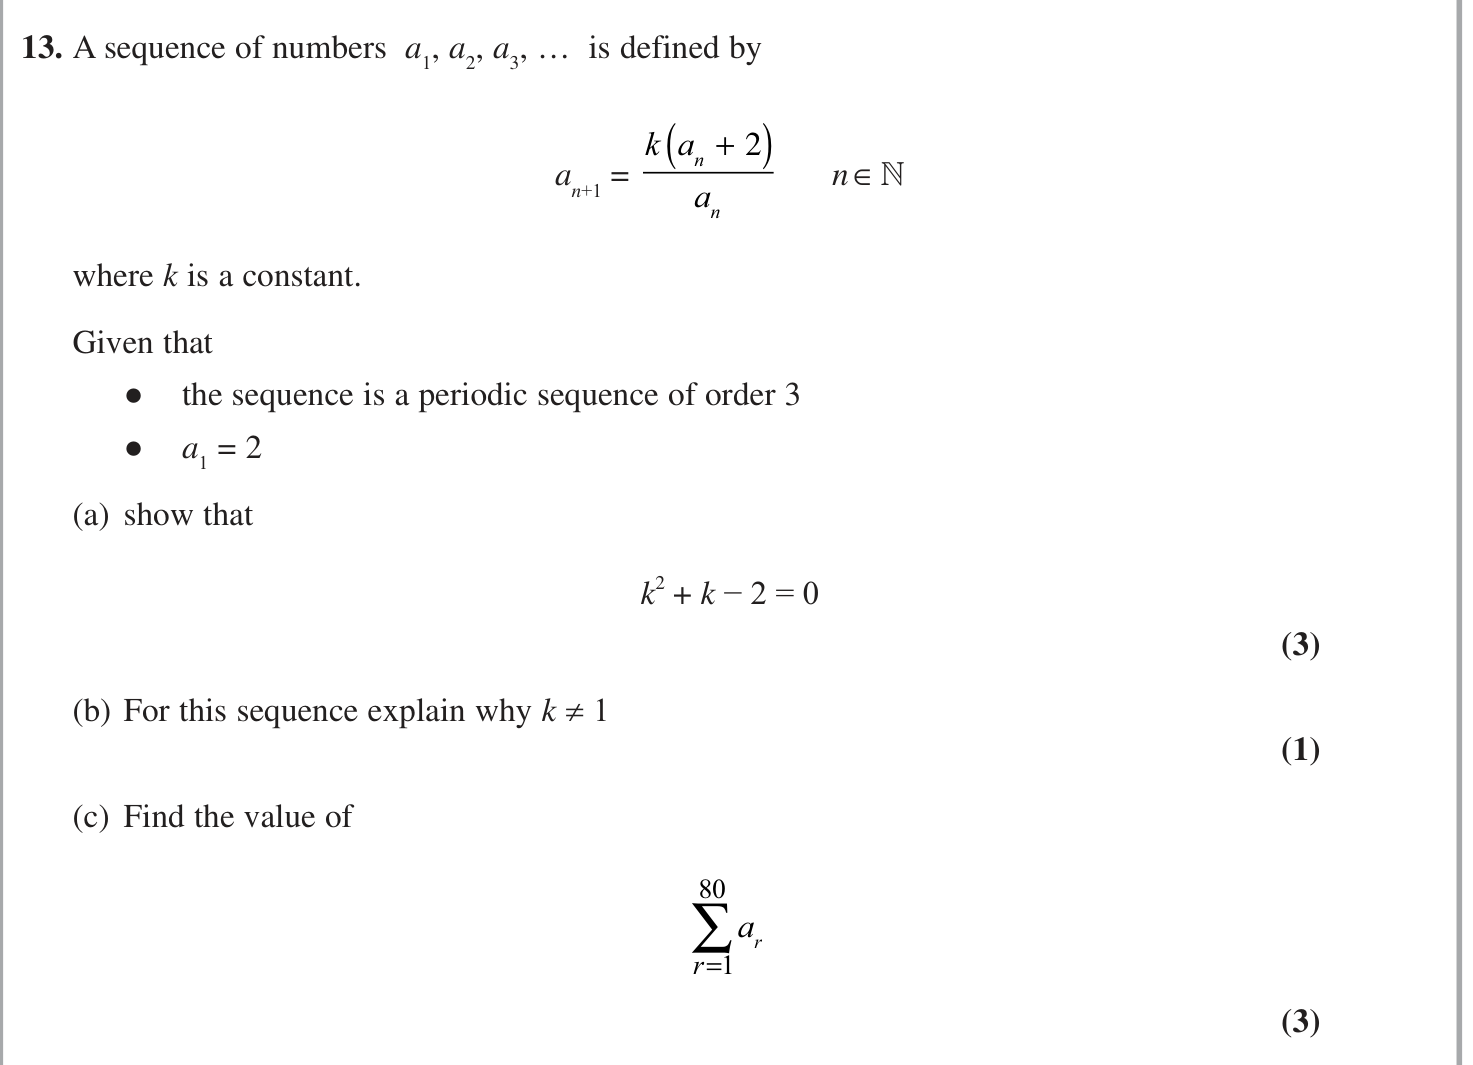 13. A sequence of numbers a₁, a₂, a₃, … is defined by
aₙ₊₁ = k(aₙ + 2) / aₙ n ∈ ℕ
where k is a constant.
Given that
● the sequence is a periodic sequence of order 3
● a₁ = 2
(a) show that
k² + k − 2 = 0
(3)
(b) For this sequence explain why k ≠ 1
(1)
(c) Find the value of
80
∑ aᵣ
r=1
(3)